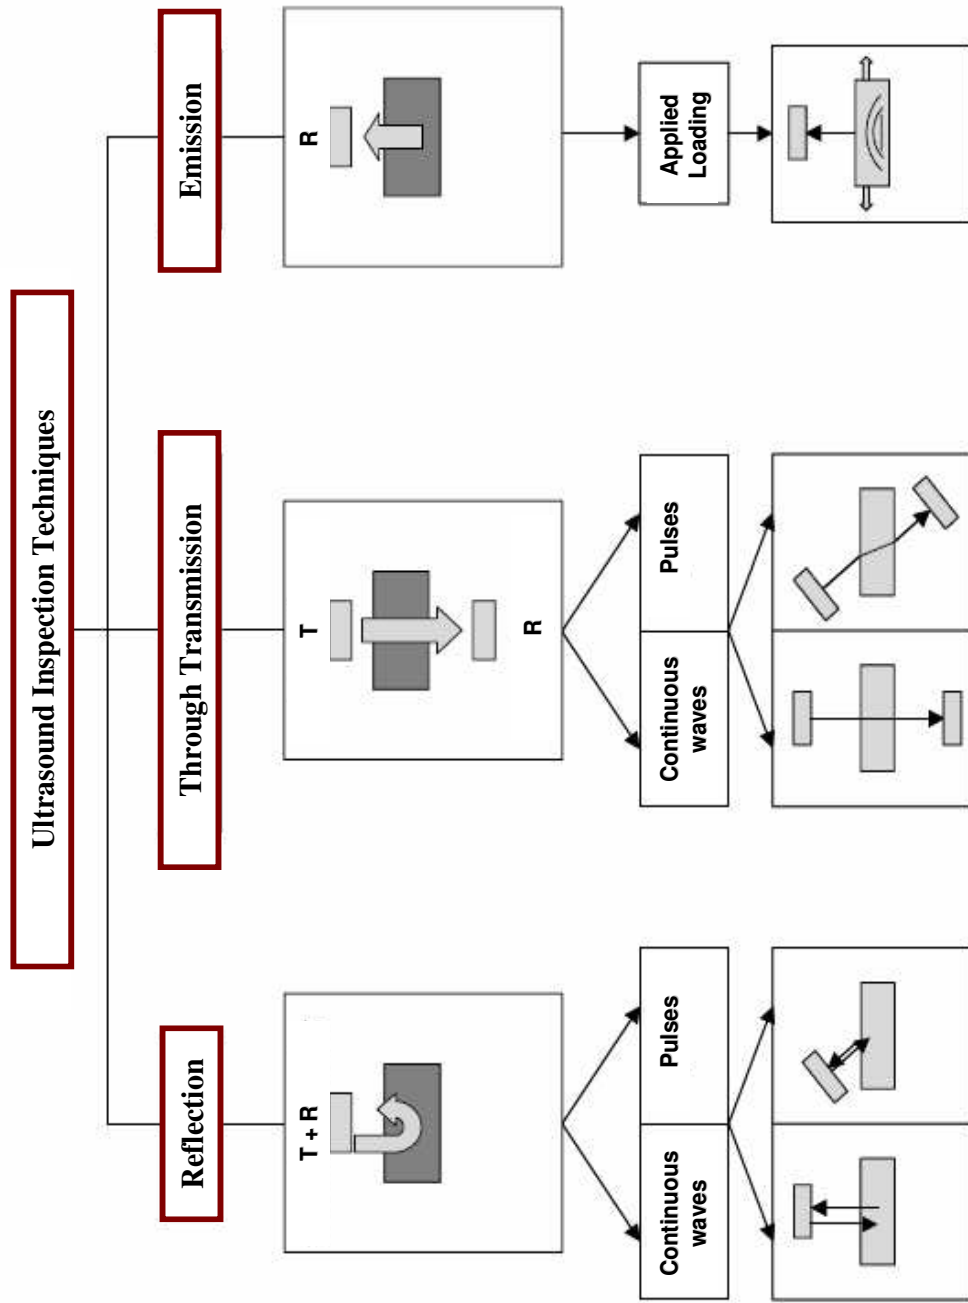 Ultrasound Inspection Techniques
Reflection
Through Transmission
Emission
T + R
T
R
R
Continuous
waves
Pulses
Continuous
waves
Pulses
Applied
Loading